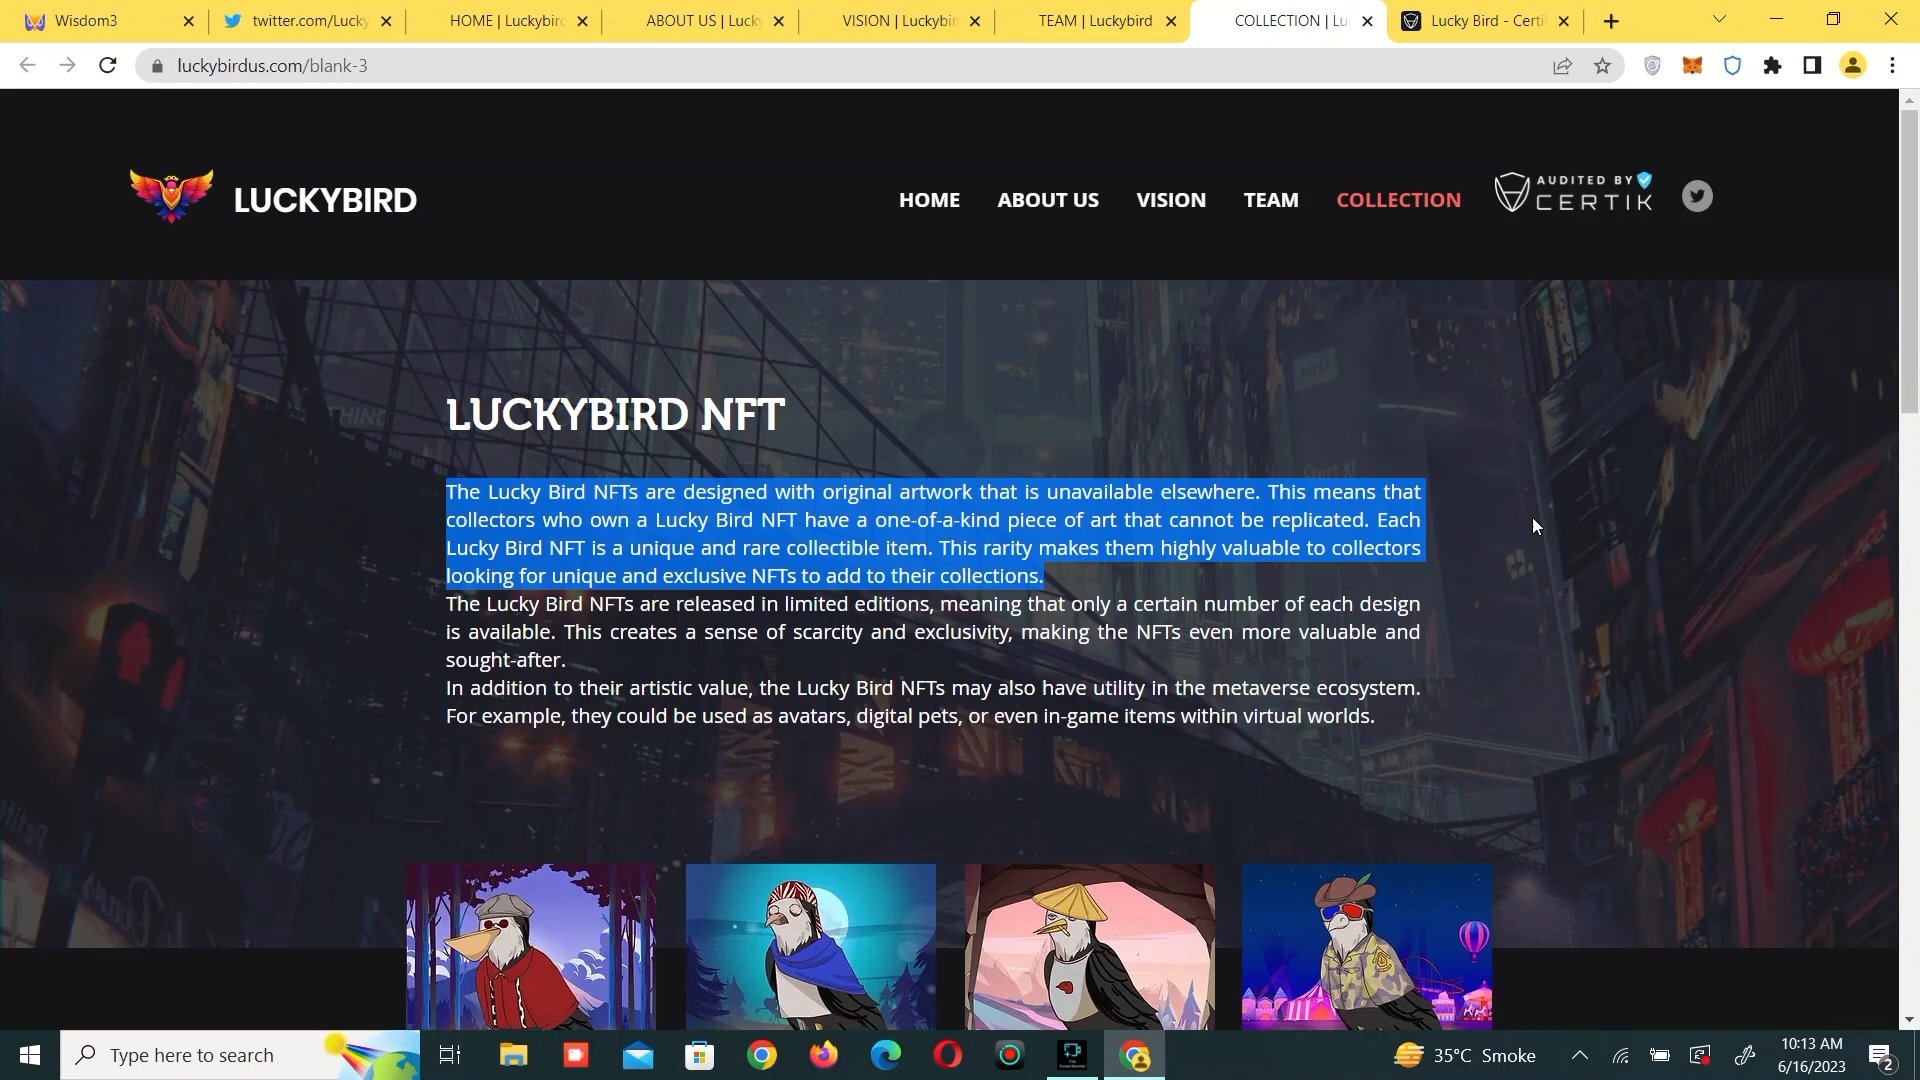 Wisdom3
twitter.com/Lucky
HOME | Luckybird
ABOUT US | Lucky
VISION | Luckybir
TEAM | Luckybird
COLLECTION | Lu
Lucky Bird - Certi
luckybirdus.com/blank-3
LUCKYBIRD
HOME
ABOUT US
VISION
TEAM
COLLECTION
AUDITED BY
CERTIK
LUCKYBIRD NFT
The Lucky Bird NFTs are designed with original artwork that is unavailable elsewhere. This means that
collectors who own a Lucky Bird NFT have a one-of-a-kind piece of art that cannot be replicated. Each
Lucky Bird NFT is a unique and rare collectible item. This rarity makes them highly valuable to collectors
looking for unique and exclusive NFTs to add to their collections.
The Lucky Bird NFTs are released in limited editions, meaning that only a certain number of each design
is available. This creates a sense of scarcity and exclusivity, making the NFTs even more valuable and
sought-after.
In addition to their artistic value, the Lucky Bird NFTs may also have utility in the metaverse ecosystem.
For example, they could be used as avatars, digital pets, or even in-game items within virtual worlds.
Type here to search
35°C Smoke
10:13 AM
6/16/2023
2